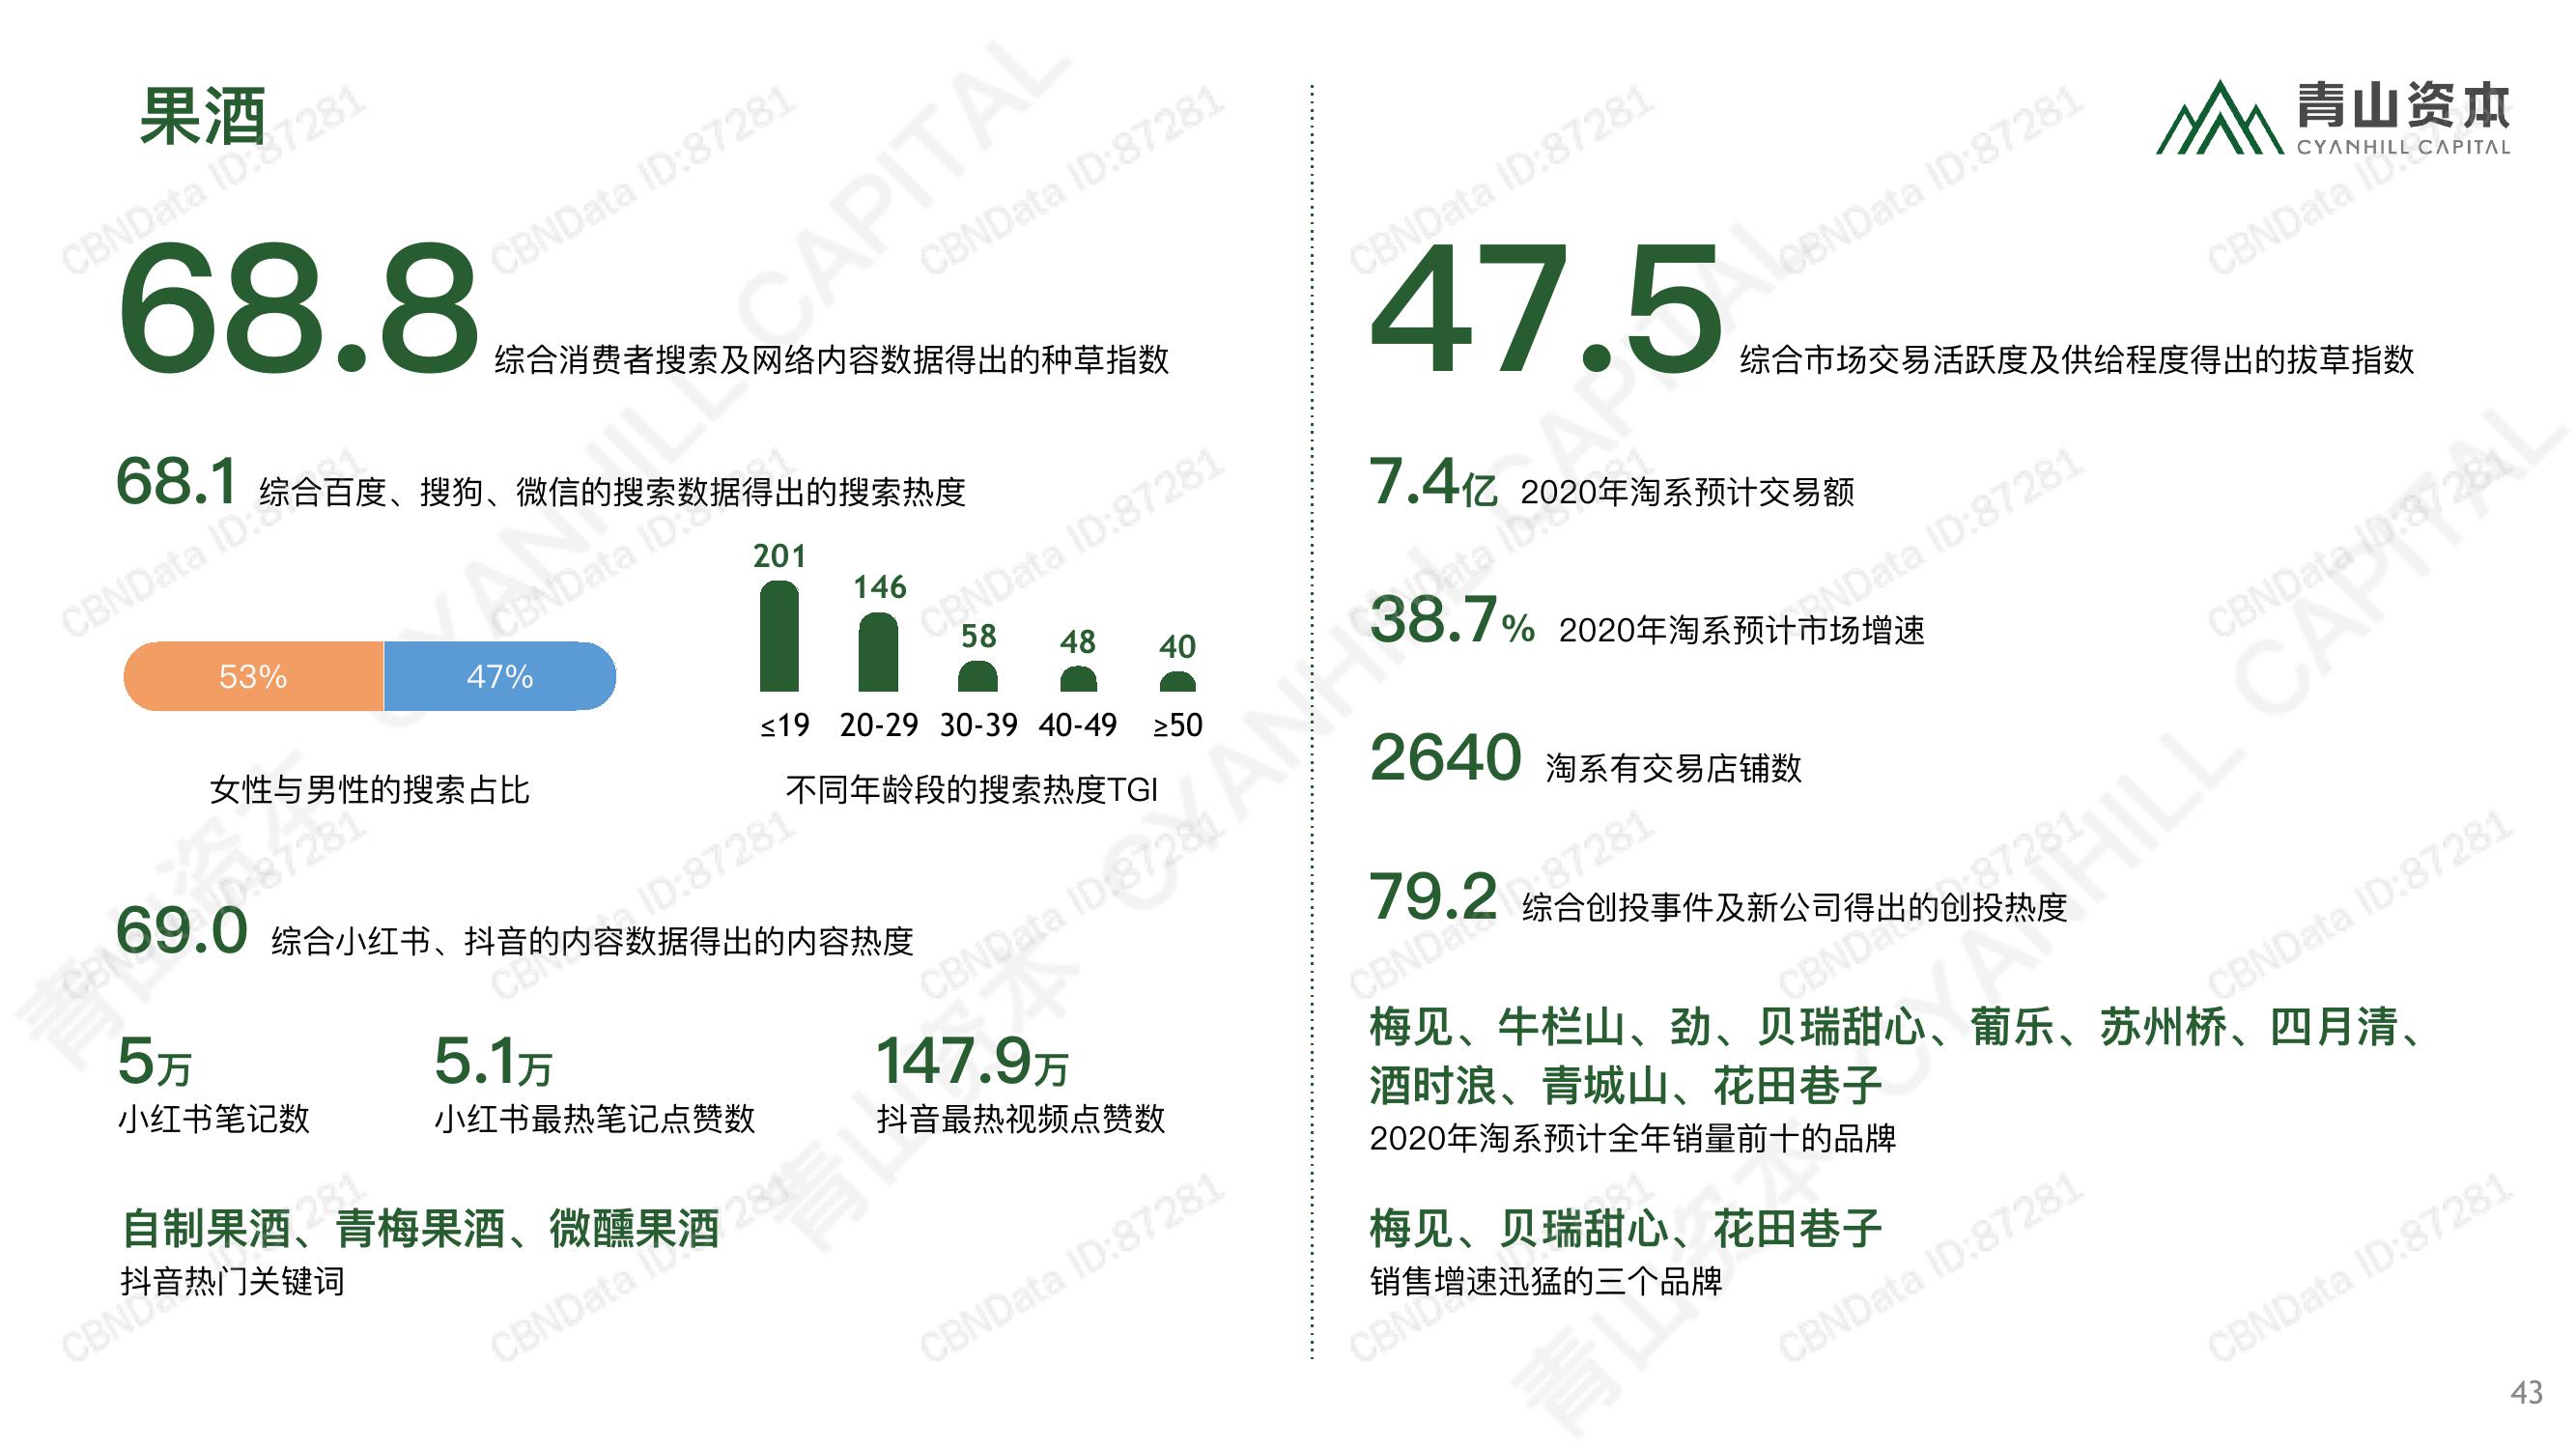 果酒
青山资本
CYANHILL CAPITAL
68.8 综合消费者搜索及网络内容数据得出的种草指数
68.1 综合百度、搜狗、微信的搜索数据得出的搜索热度
53% 47%
女性与男性的搜索占比
201 146 58 48 40
≤19 20-29 30-39 40-49 ≥50
不同年龄段的搜索热度TGI
69.0 综合小红书、抖音的内容数据得出的内容热度
5万
小红书笔记数
5.1万
小红书最热笔记点赞数
147.9万
抖音最热视频点赞数
自制果酒、青梅果酒、微醺果酒
抖音热门关键词
47.5 综合市场交易活跃度及供给程度得出的拔草指数
7.4亿 2020年淘系预计交易额
38.7% 2020年淘系预计市场增速
2640 淘系有交易店铺数
79.2 综合创投事件及新公司得出的创投热度
梅见、牛栏山、劲、贝瑞甜心、葡乐、苏州桥、四月清、
酒时浪、青城山、花田巷子
2020年淘系预计全年销量前十的品牌
梅见、贝瑞甜心、花田巷子
销售增速迅猛的三个品牌
43
CBNData ID:87281
青山资本 CYANHILL CAPITAL